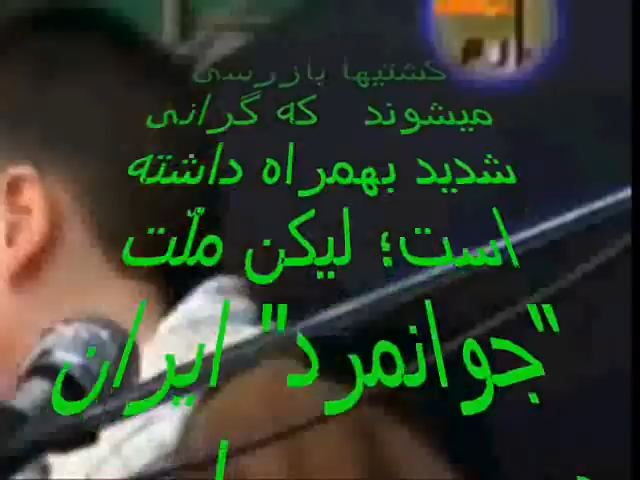 کشتیها بازرسی
میشوند که گرانی
شدید بهمراه داشته
است؛ لیکن ملّت
"جوانمرد" ایران